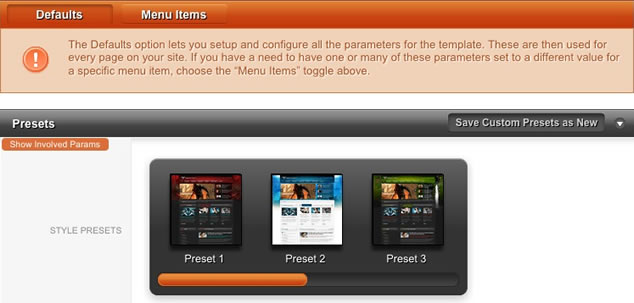 Defaults
Menu Items
The Defaults option lets you setup and configure all the parameters for the template. These are then used for
every page on your site. If you have a need to have one or many of these parameters set to a different value for
a specific menu item, choose the “Menu Items” toggle above.
Presets
Save Custom Presets as New
Show Involved Params
STYLE PRESETS
Preset 1
Preset 2
Preset 3